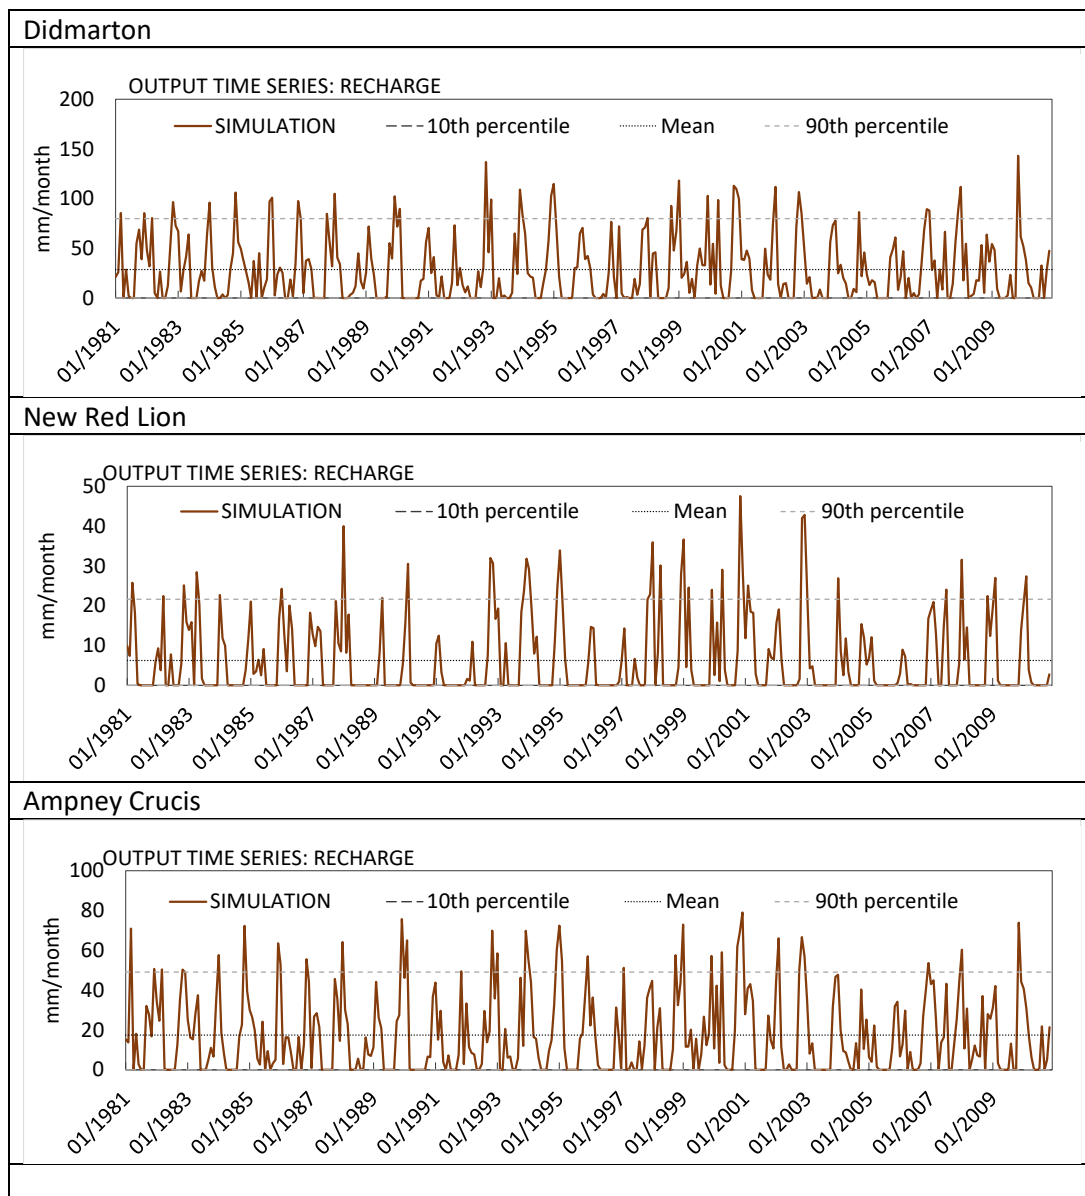 Didmarton
OUTPUT TIME SERIES: RECHARGE
200
150
100
50
0
mm/month
SIMULATION 10th percentile Mean 90th percentile
01/1981 01/1983 01/1985 01/1987 01/1989 01/1991 01/1993 01/1995 01/1997 01/1999 01/2001 01/2003 01/2005 01/2007 01/2009
New Red Lion
OUTPUT TIME SERIES: RECHARGE
50
40
30
20
10
0
mm/month
SIMULATION 10th percentile Mean 90th percentile
01/1981 01/1983 01/1985 01/1987 01/1989 01/1991 01/1993 01/1995 01/1997 01/1999 01/2001 01/2003 01/2005 01/2007 01/2009
Ampney Crucis
OUTPUT TIME SERIES: RECHARGE
100
80
60
40
20
0
mm/month
SIMULATION 10th percentile Mean 90th percentile
01/1981 01/1983 01/1985 01/1987 01/1989 01/1991 01/1993 01/1995 01/1997 01/1999 01/2001 01/2003 01/2005 01/2007 01/2009